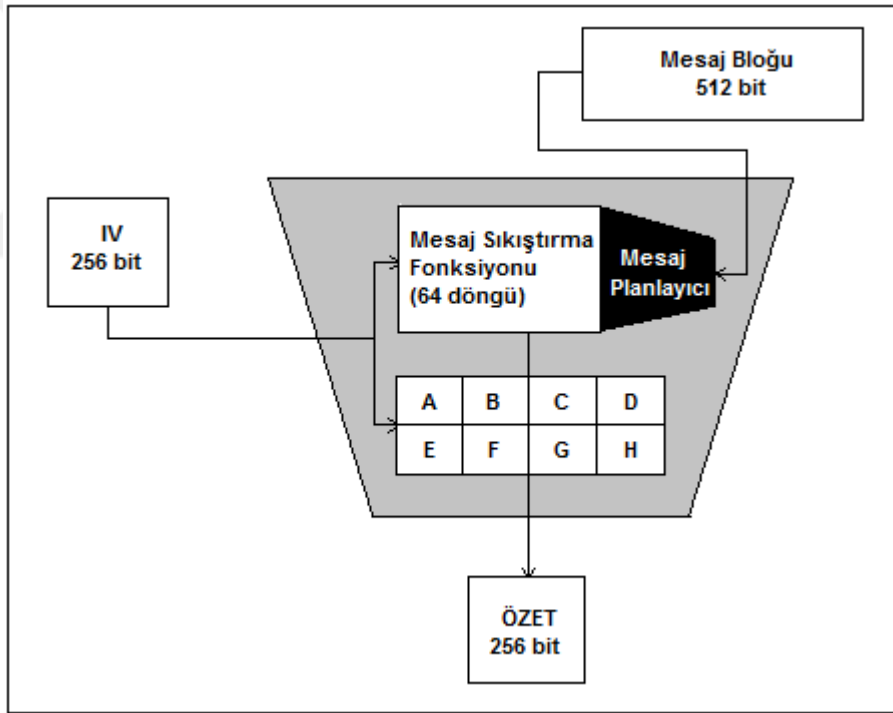 Mesaj Bloğu
512 bit
IV
256 bit
Mesaj Sıkıştırma
Fonksiyonu
(64 döngü)
Mesaj
Planlayıcı
A B C D
E F G H
ÖZET
256 bit